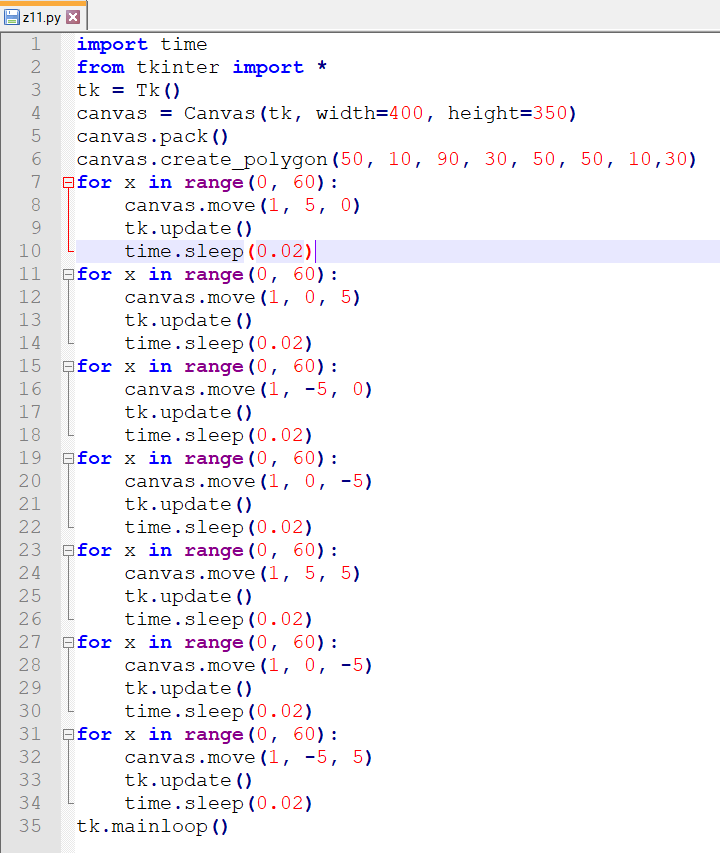 z11.py
1 import time
2 from tkinter import *
3 tk = Tk()
4 canvas = Canvas(tk, width=400, height=350)
5 canvas.pack()
6 canvas.create_polygon(50, 10, 90, 30, 50, 50, 10,30)
7 for x in range(0, 60):
8     canvas.move(1, 5, 0)
9     tk.update()
10     time.sleep(0.02)
11 for x in range(0, 60):
12     canvas.move(1, 0, 5)
13     tk.update()
14     time.sleep(0.02)
15 for x in range(0, 60):
16     canvas.move(1, -5, 0)
17     tk.update()
18     time.sleep(0.02)
19 for x in range(0, 60):
20     canvas.move(1, 0, -5)
21     tk.update()
22     time.sleep(0.02)
23 for x in range(0, 60):
24     canvas.move(1, 5, 5)
25     tk.update()
26     time.sleep(0.02)
27 for x in range(0, 60):
28     canvas.move(1, 0, -5)
29     tk.update()
30     time.sleep(0.02)
31 for x in range(0, 60):
32     canvas.move(1, -5, 5)
33     tk.update()
34     time.sleep(0.02)
35 tk.mainloop()